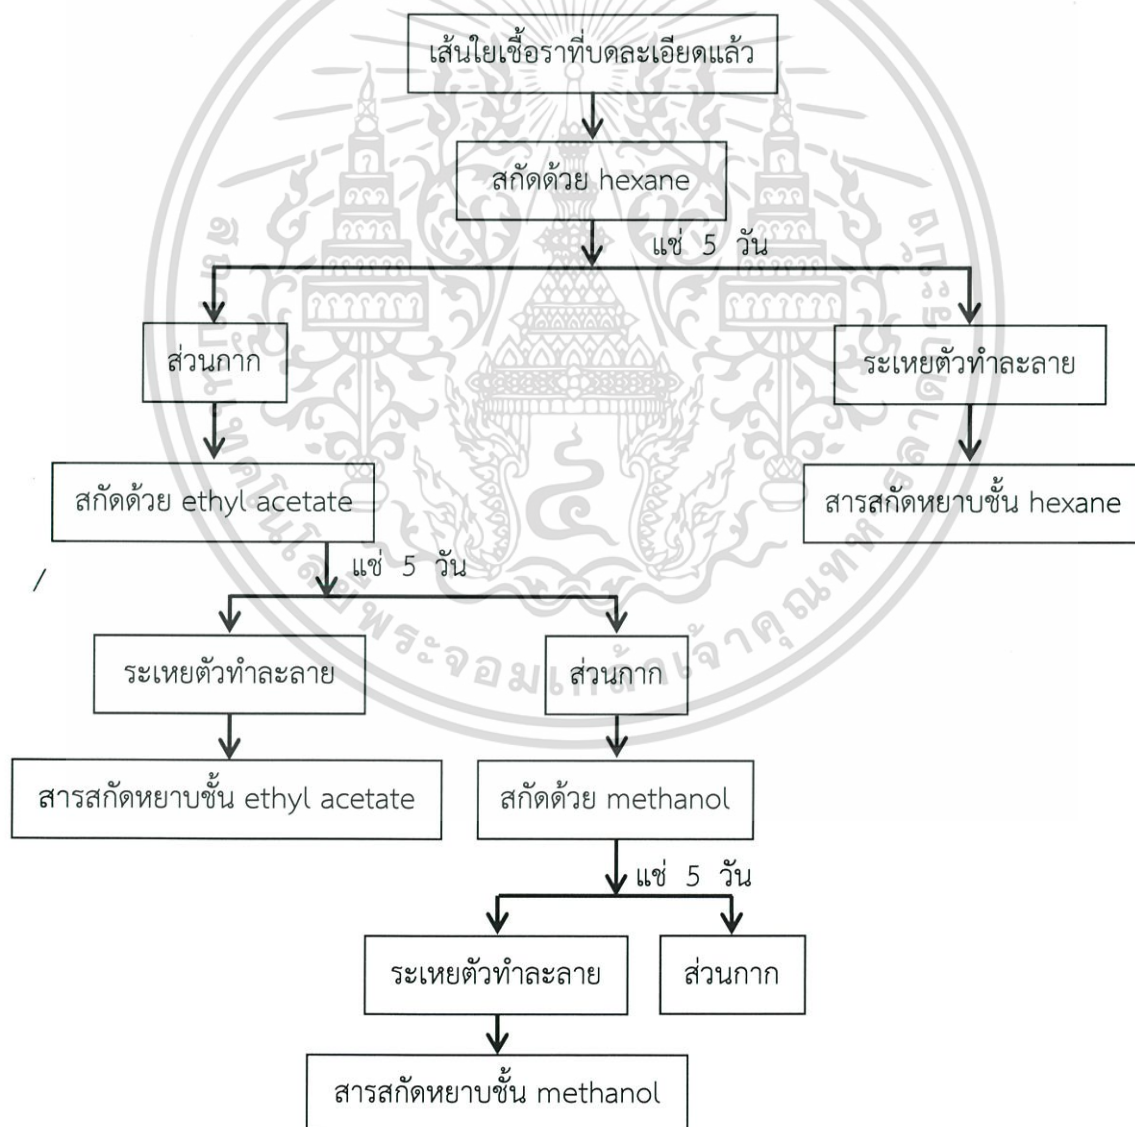 เส้นใยเชื้อราที่บดละเอียดแล้ว
สกัดด้วย hexane
แช่ 5 วัน
ส่วนกาก
ระเหยตัวทำละลาย
สกัดด้วย ethyl acetate
สารสกัดหยาบชั้น hexane
แช่ 5 วัน
ระเหยตัวทำละลาย
ส่วนกาก
สารสกัดหยาบชั้น ethyl acetate
สกัดด้วย methanol
แช่ 5 วัน
ระเหยตัวทำละลาย
ส่วนกาก
สารสกัดหยาบชั้น methanol